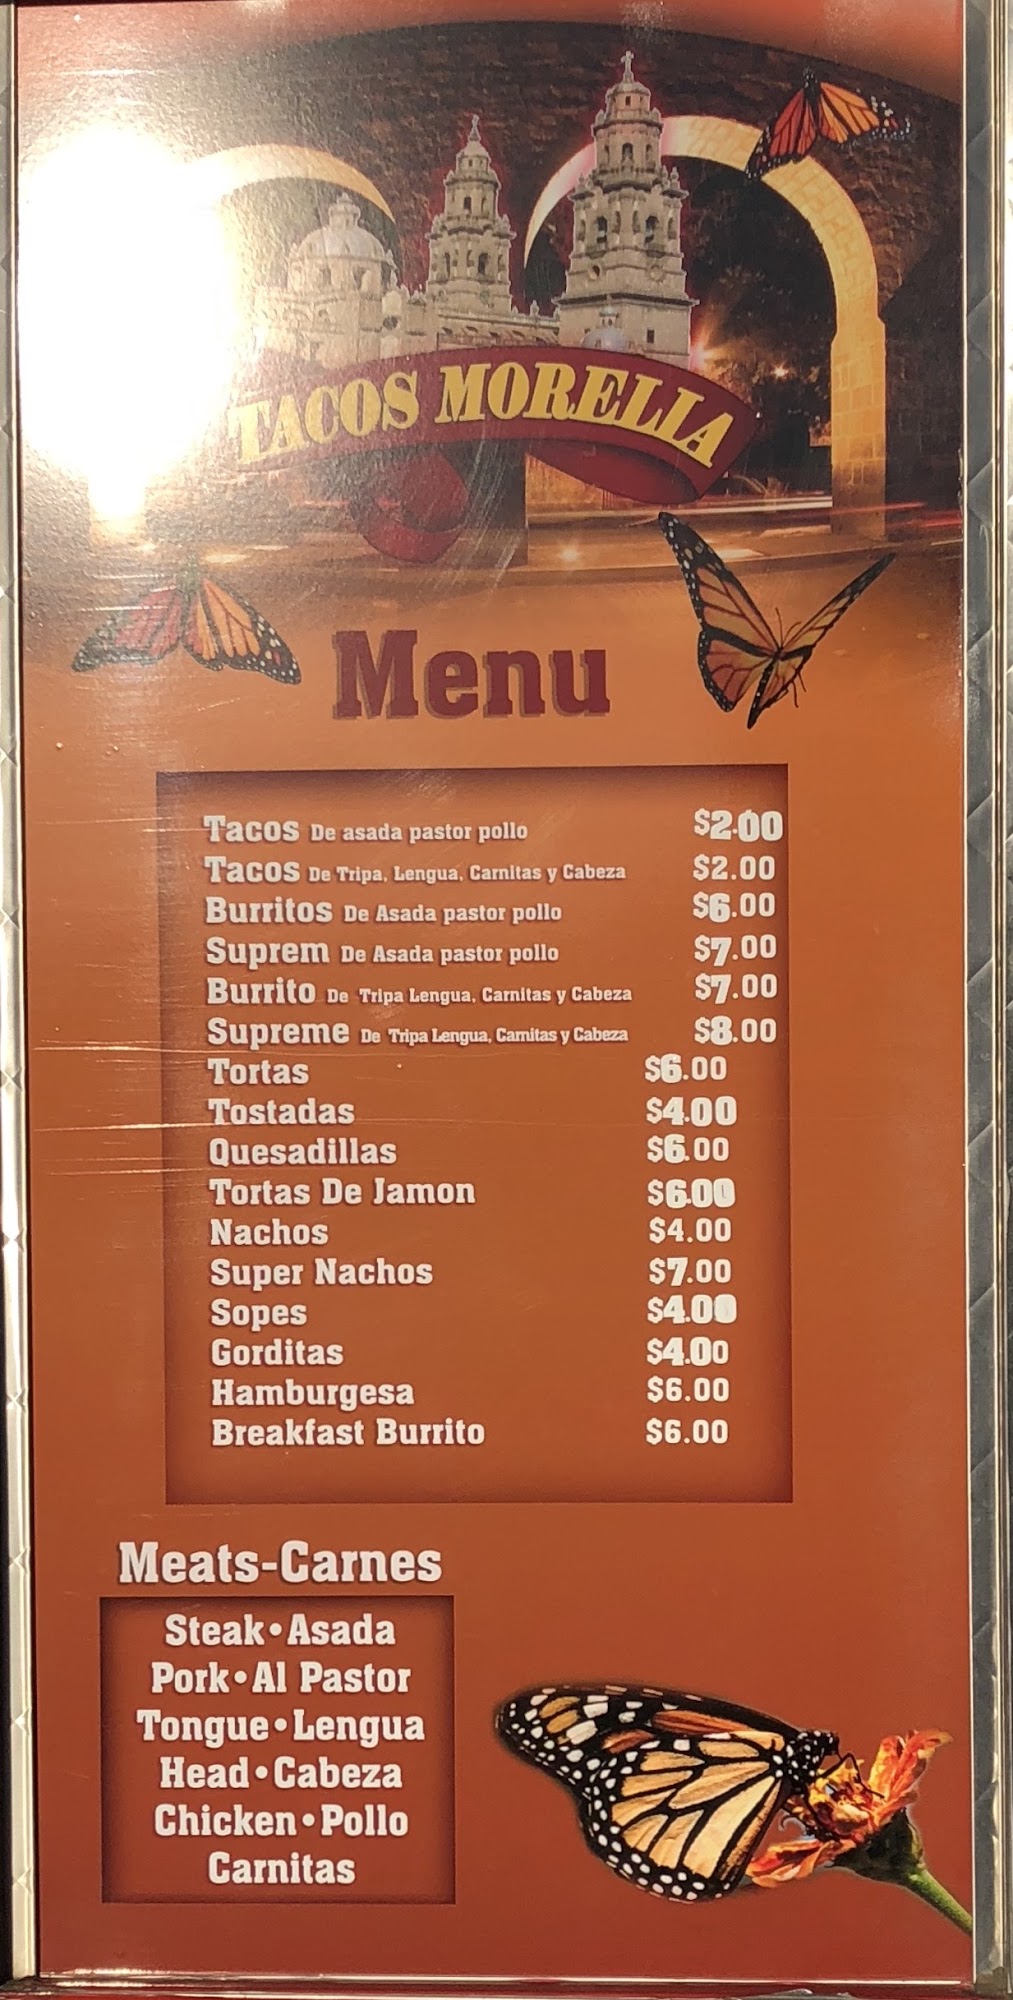 TACOS MORELIA
Menu
Tacos De asada pastor pollo $2.00
Tacos De Tripa, Lengua, Carnitas y Cabeza $2.00
Burritos De Asada pastor pollo $6.00
Suprem De Asada pastor pollo $7.00
Burrito De Tripa Lengua, Carnitas y Cabeza $7.00
Supreme De Tripa Lengua, Carnitas y Cabeza $8.00
Tortas $6.00
Tostadas $4.00
Quesadillas $6.00
Tortas De Jamon $6.00
Nachos $4.00
Super Nachos $7.00
Sopes $4.00
Gorditas $4.00
Hamburgesa $6.00
Breakfast Burrito $6.00
Meats-Carnes
Steak•Asada
Pork•Al Pastor
Tongue•Lengua
Head•Cabeza
Chicken•Pollo
Carnitas